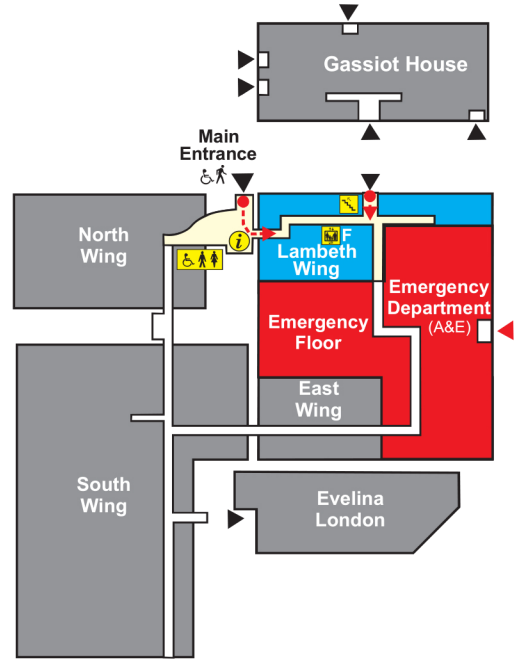 Gassiot House
Main
Entrance
North
Wing
i
F
Lambeth
Wing
Emergency
Department
(A&E)
Emergency
Floor
East
Wing
South
Wing
Evelina
London